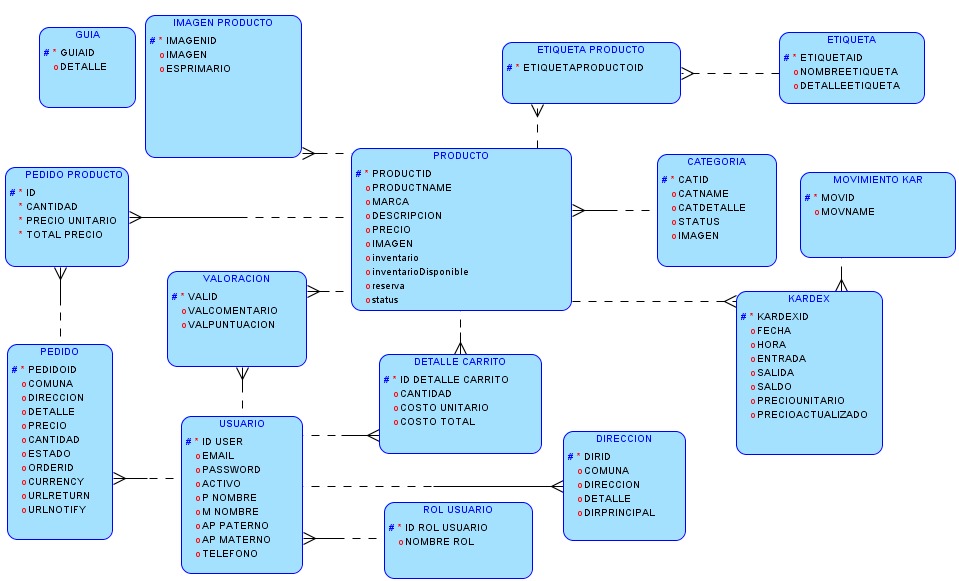 GUIA
# * GUIAID
o DETALLE
IMAGEN PRODUCTO
# * IMAGENID
o IMAGEN
o ESPRIMARIO
ETIQUETA PRODUCTO
# * ETIQUETAPRODUCTOID
ETIQUETA
# * ETIQUETAID
o NOMBREETIQUETA
o DETALLEETIQUETA
PEDIDO PRODUCTO
# * ID
* CANTIDAD
* PRECIO UNITARIO
* TOTAL PRECIO
PRODUCTO
# * PRODUCTID
o PRODUCTNAME
o MARCA
o DESCRIPCION
o PRECIO
o IMAGEN
o inventario
o inventarioDisponible
o reserva
o status
CATEGORIA
# * CATID
o CATNAME
o CATDETALLE
o STATUS
o IMAGEN
MOVIMIENTO KAR
# * MOVID
o MOVNAME
VALORACION
# * VALID
o VALCOMENTARIO
o VALPUNTUACION
KARDEX
# * KARDEXID
o FECHA
o HORA
o ENTRADA
o SALIDA
o SALDO
o PRECIOUNITARIO
o PRECIOACTUALIZADO
PEDIDO
# * PEDIDOID
o COMUNA
o DIRECCION
o DETALLE
o PRECIO
o CANTIDAD
o ESTADO
o ORDERID
o CURRENCY
o URLRETURN
o URLNOTIFY
DETALLE CARRITO
# * ID DETALLE CARRITO
o CANTIDAD
o COSTO UNITARIO
o COSTO TOTAL
USUARIO
# * ID USER
o EMAIL
o PASSWORD
o ACTIVO
o P NOMBRE
o M NOMBRE
o AP PATERNO
o AP MATERNO
o TELEFONO
DIRECCION
# * DIRID
o COMUNA
o DIRECCION
o DETALLE
o DIRPRINCIPAL
ROL USUARIO
# * ID ROL USUARIO
o NOMBRE ROL